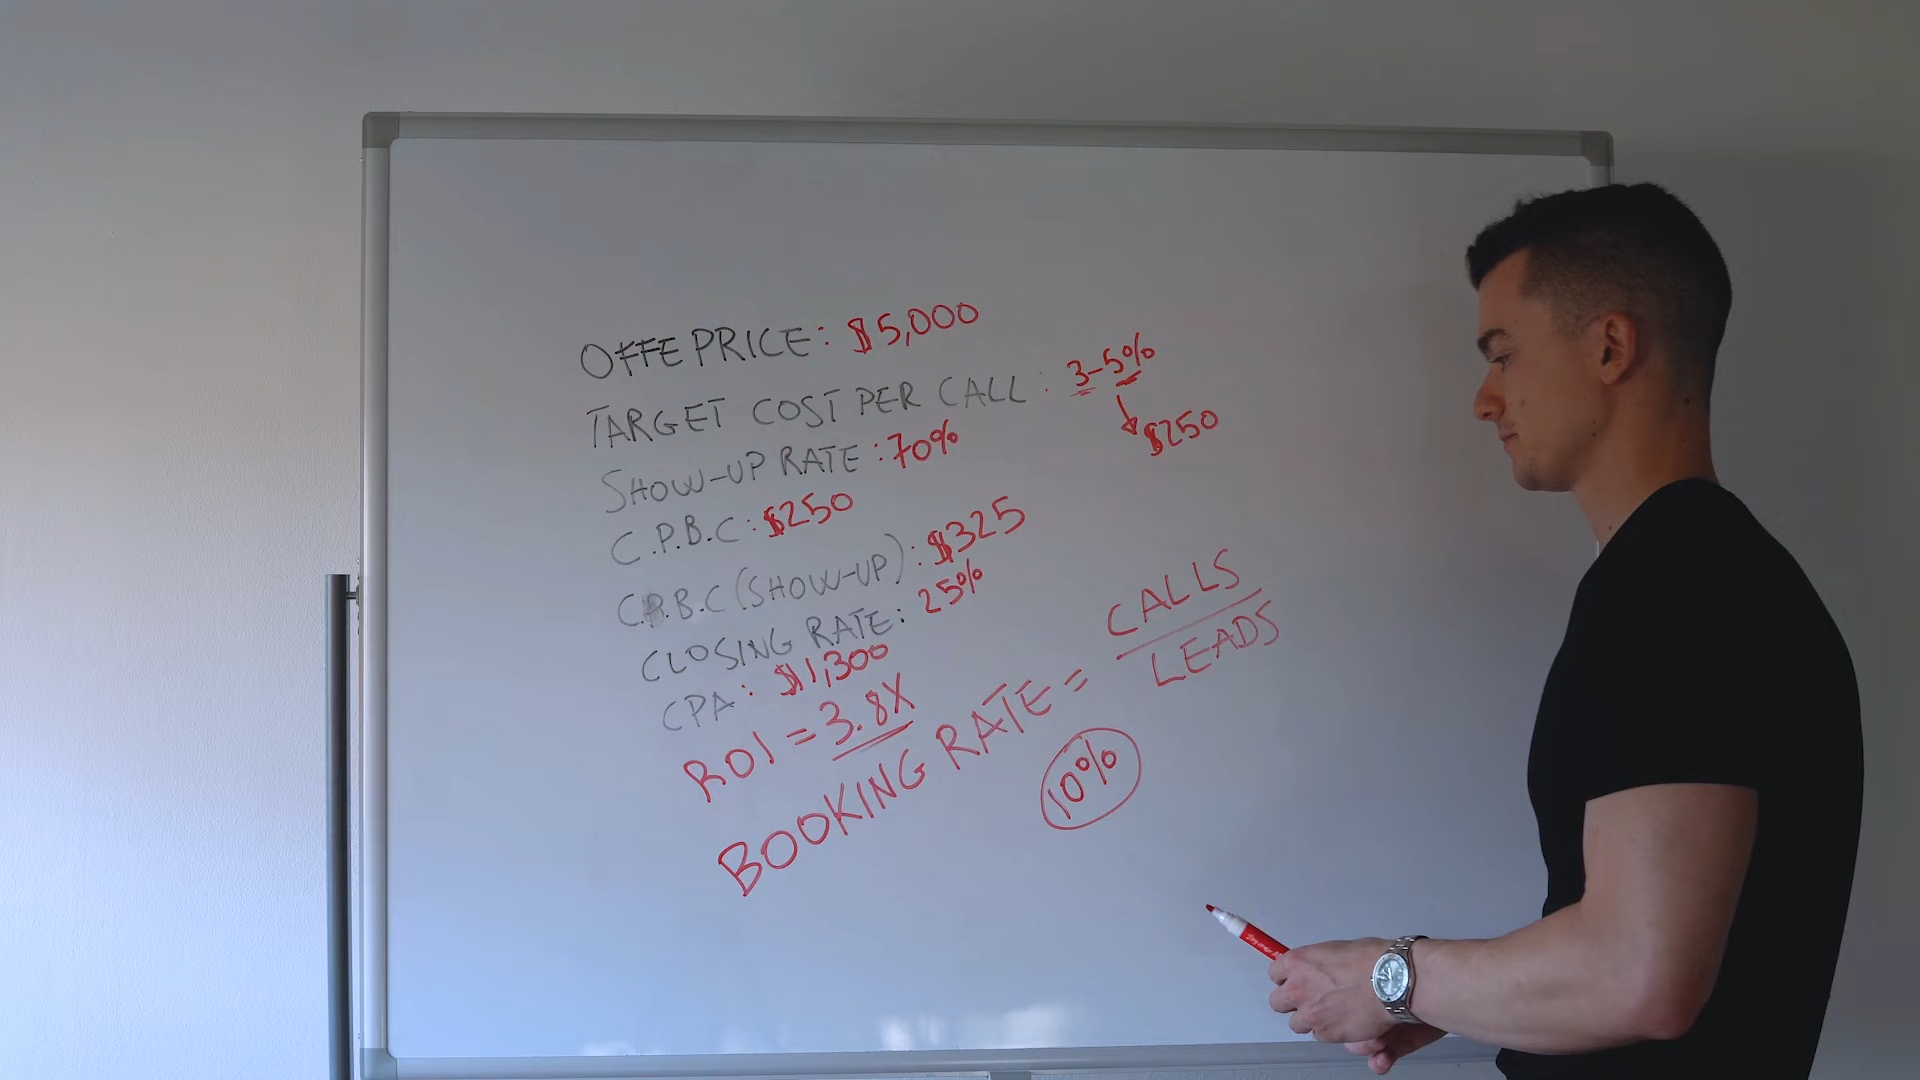 OFFE PRICE: $5,000
TARGET COST PER CALL: 3-5%
$250
SHOW-UP RATE: 70%
C.P.B.C: $250
C.P.B.C (SHOW-UP): $325
CLOSING RATE: 25%
CPA: $1,300
ROI = 3.8X
BOOKING RATE = CALLS
LEADS
10%